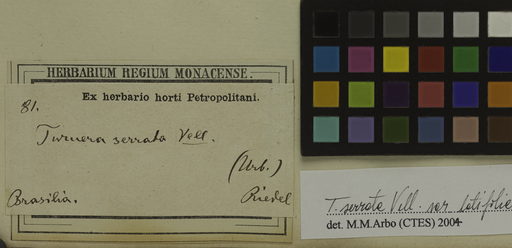 HERBARIUM REGIUM MONACENSE.
Ex herbario horti Petropolitani.
81.
Turnera serrata Vell.
(Urb.)
Brasilia. Riedel
T. serrata Vell. var latifolia
det. M.M.Arbo (CTES) 2004